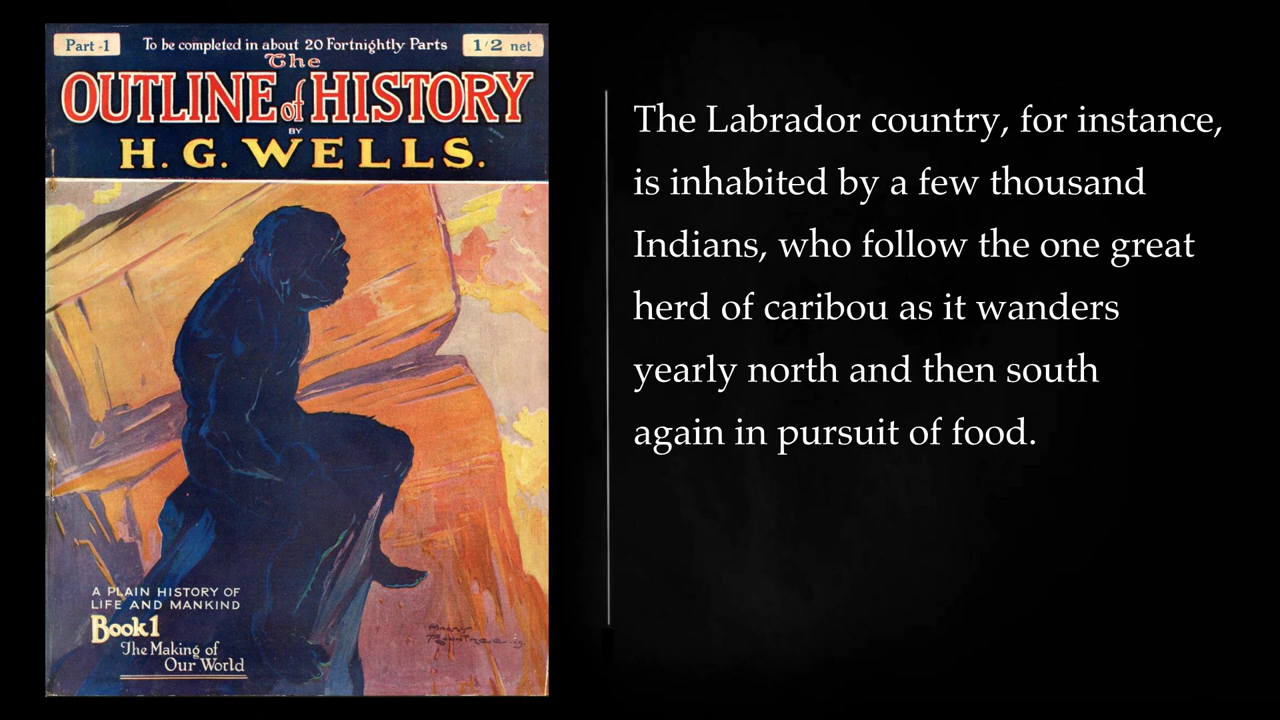 Part -1
To be completed in about 20 Fortnightly Parts
1/2 net
The
OUTLINE of HISTORY
BY
H. G. WELLS.
A PLAIN HISTORY OF
LIFE AND MANKIND
Book 1
The Making of
Our World
The Labrador country, for instance,
is inhabited by a few thousand
Indians, who follow the one great
herd of caribou as it wanders
yearly north and then south
again in pursuit of food.